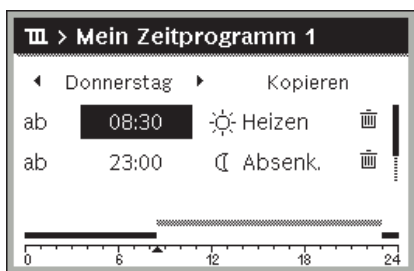 > Mein Zeitprogramm 1
Donnerstag Kopieren
ab 08:30 Heizen
ab 23:00 Absenk.
0 6 12 18 24